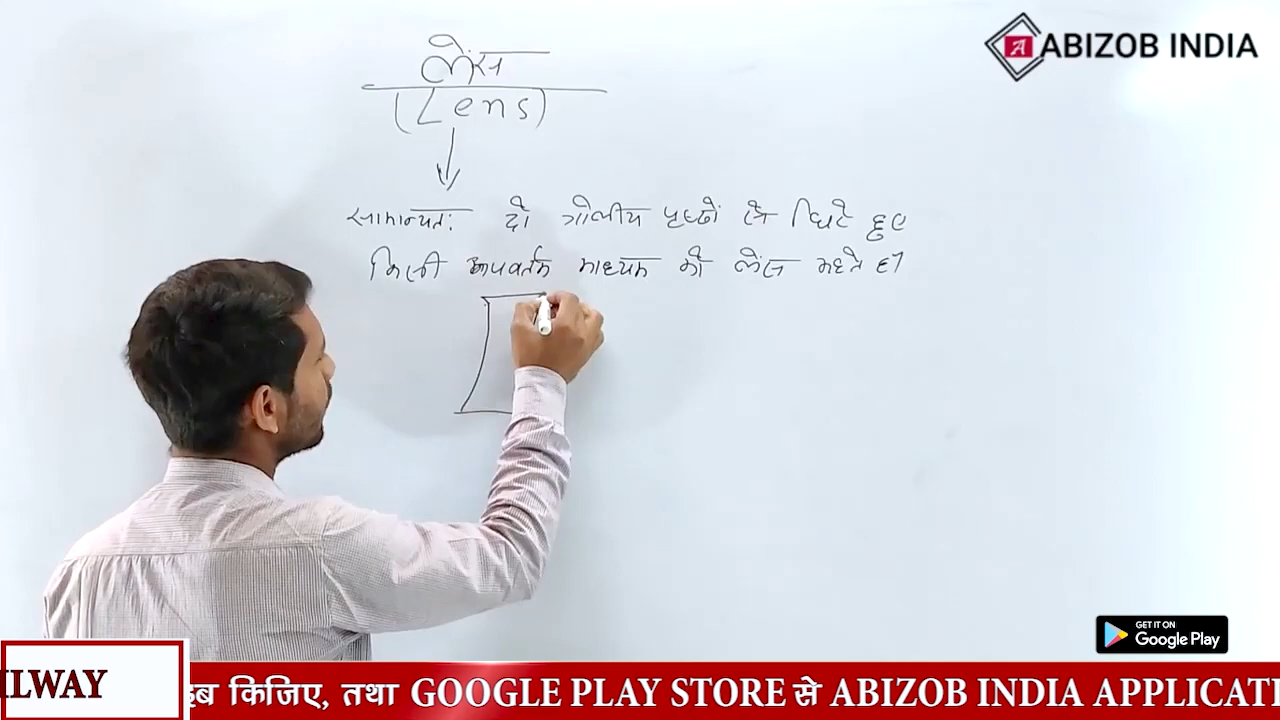 ABIZOB INDIA
लेंस
(Lens)
सामान्यतः दो गोलीय पृष्ठों से घिरे हुए
किसी अपवर्तक माध्यम को लेंस कहते हैं।
GET IT ON
Google Play
ILWAY
इब किजिए, तथा GOOGLE PLAY STORE से ABIZOB INDIA APPLICATI